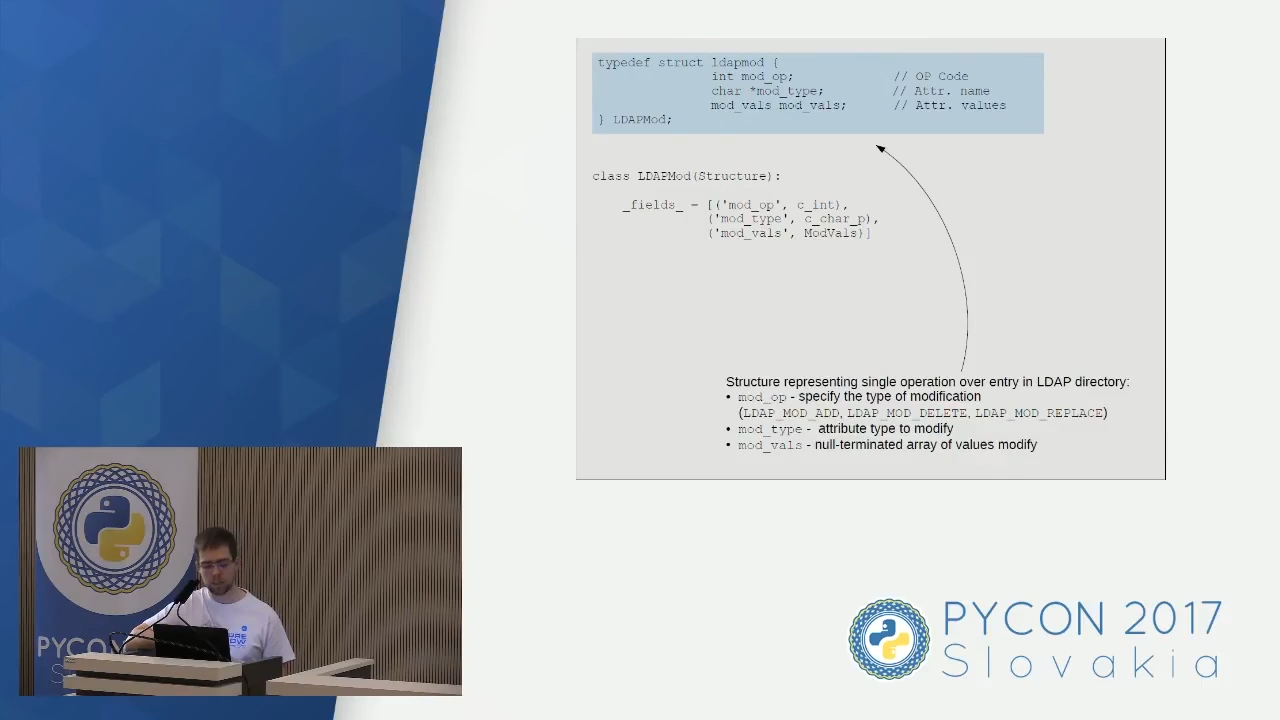 typedef struct ldapmod {
int mod_op; // OP Code
char *mod_type; // Attr. name
mod_vals mod_vals; // Attr. values
} LDAPMod;
class LDAPMod(Structure):
_fields_ = [('mod_op', c_int),
('mod_type', c_char_p),
('mod_vals', ModVals)]
Structure representing single operation over entry in LDAP directory:
• mod_op - specify the type of modification
(LDAP_MOD_ADD, LDAP_MOD_DELETE, LDAP_MOD_REPLACE)
• mod_type - attribute type to modify
• mod_vals - null-terminated array of values modify
PYCON
PYCON 2017
Slovakia